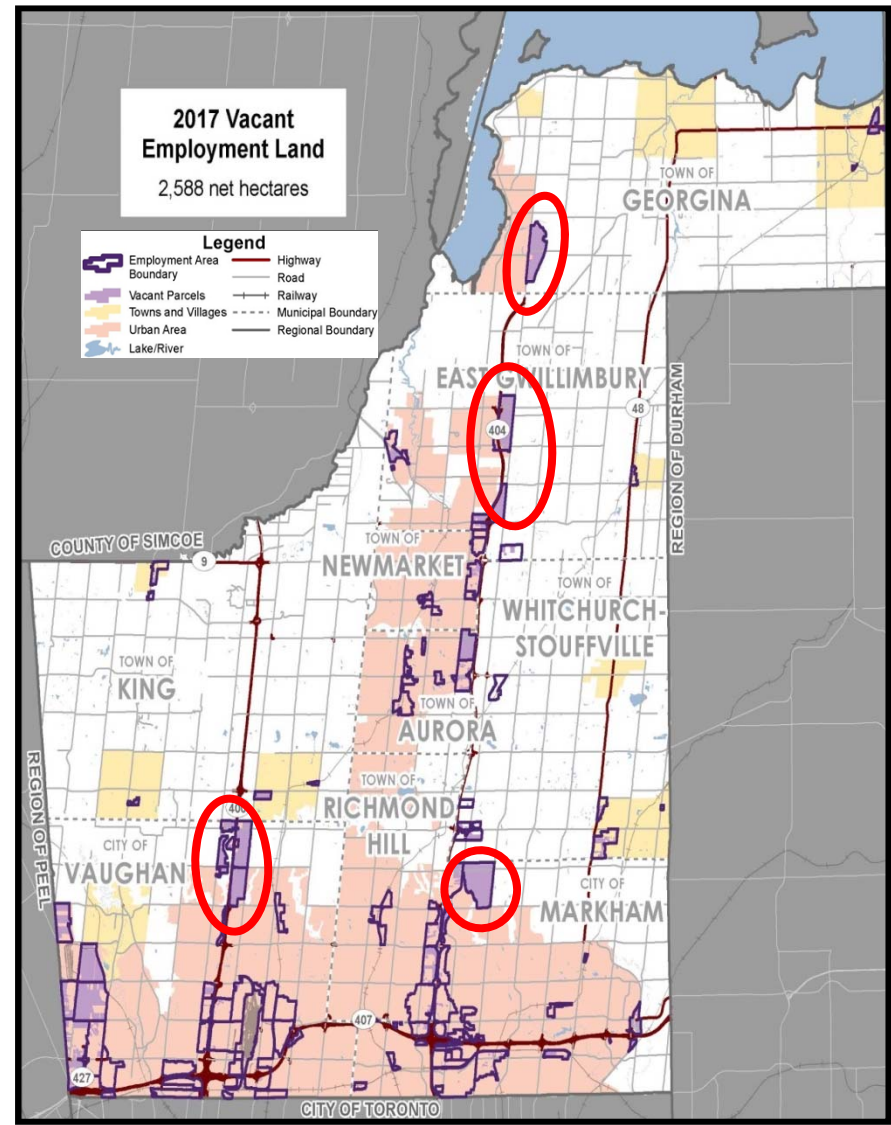 2017 Vacant
Employment Land
2,588 net hectares
Legend
Employment Area
Boundary
Vacant Parcels
Towns and Villages
Urban Area
Lake/River
Highway
Road
Railway
Municipal Boundary
Regional Boundary
TOWN OF
GEORGINA
TOWN OF
EAST GWILLIMBURY
404
48
REGION OF DURHAM
COUNTY OF SIMCOE
9
TOWN OF
NEWMARKET
TOWN OF
WHITCHURCH-
STOUFFVILLE
TOWN OF
KING
TOWN OF
AURORA
REGION OF PEEL
TOWN OF
RICHMOND
HILL
400
CITY OF
VAUGHAN
CITY OF
MARKHAM
407
427
CITY OF TORONTO